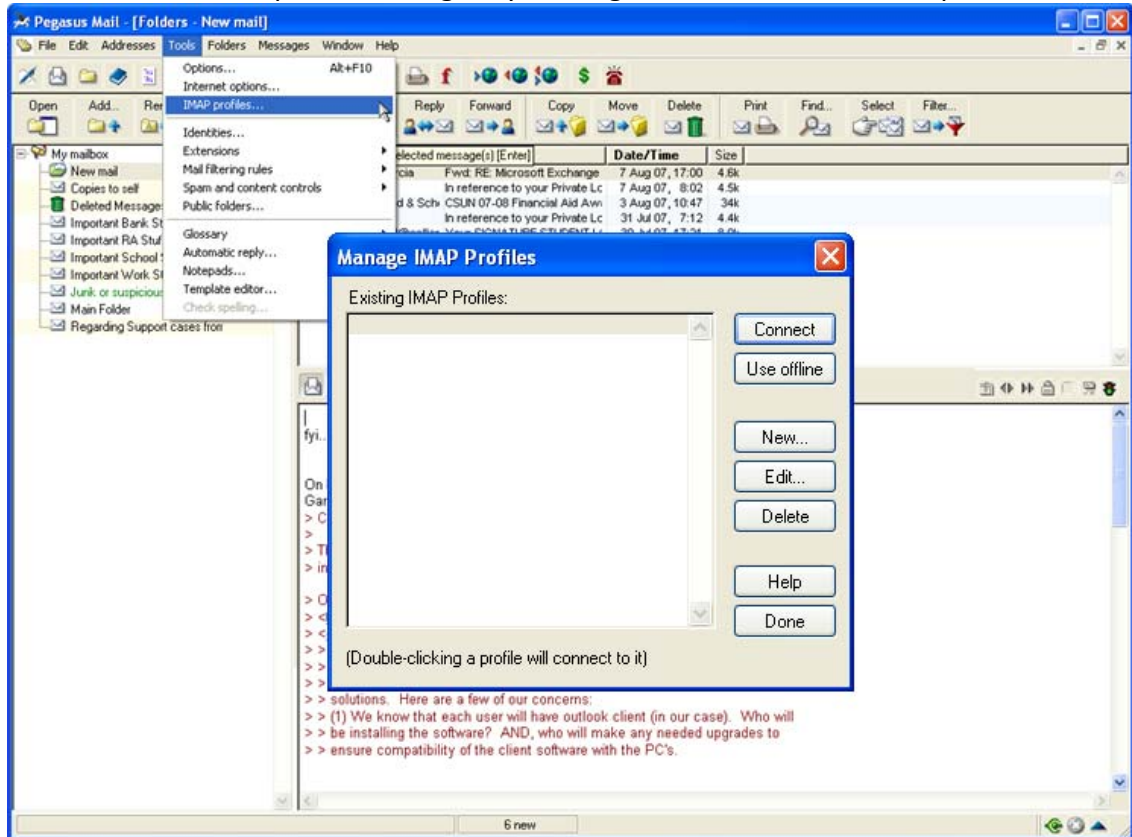 Pegasus Mail - [Folders - New mail]
File Edit Addresses Tools Folders Messages Window Help
Options... Alt+F10
Internet options...
IMAP profiles...
Identities...
Extensions
Mail filtering rules
Spam and content controls
Public folders...
Glossary
Automatic reply...
Notepads...
Template editor...
Check spelling...
Open Add... Reply Forward Copy Move Delete Print Find... Select Filter...
My mailbox
New mail
Copies to self
Deleted Message
Important Bank St
Important RA Stuf
Important School
Important Work St
Junk or suspicious
Main Folder
Regarding Support cases from
selected message(s) [Enter] Date/Time Size
Fwd: RE: Microsoft Exchange 7 Aug 07, 17:00 4.6k
In reference to your Private Lc 7 Aug 07, 8:02 4.5k
d & Sch CSUN 07-08 Financial Aid Aw 3 Aug 07, 10:47 34k
In reference to your Private Lc 31 Jul 07, 7:12 4.4k
Manage IMAP Profiles
Existing IMAP Profiles:
Connect
Use offline
New...
Edit...
Delete
Help
Done
(Double-clicking a profile will connect to it)
fyi..
On
Gar
> C
>
> Th
> in
> O
> <
> <
> >
> >
> >
> > solutions. Here are a few of our concerns:
> > (1) We know that each user will have outlook client (in our case). Who will
> > be installing the software? AND, who will make any needed upgrades to
> > ensure compatibility of the client software with the PC's.
6 new